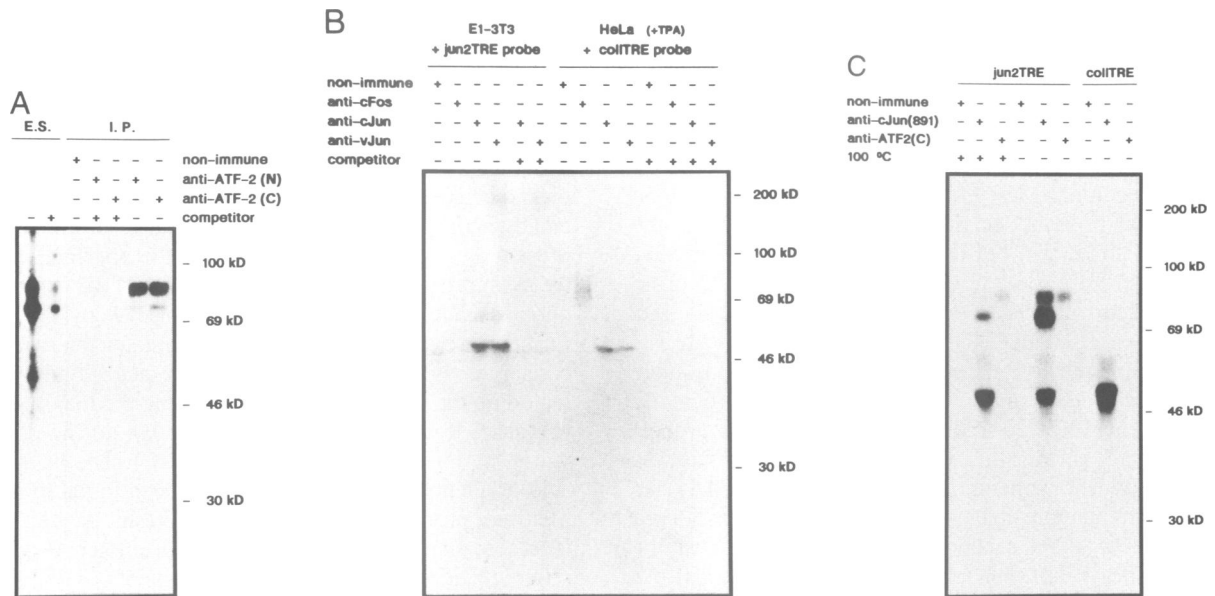 A
E.S. I. P.
+ - - - - non-immune
- + - + - anti-ATF-2 (N)
- - + - + anti-ATF-2 (C)
- + - + + - - competitor
- 100 kD
- 69 kD
- 46 kD
- 30 kD
B
E1-3T3 HeLa (+TPA)
+ jun2TRE probe + collTRE probe
non-immune + - - - - - + - - - + - - -
anti-cFos - + - - - - - + - - - + - -
anti-cJun - - + - + - - - + - - - + -
anti-vJun - - - + - + - - - + - - - +
competitor - - - - + + - - - - + + + +
- 200 kD
- 100 kD
- 69 kD
- 46 kD
- 30 kD
C
jun2TRE collTRE
non-immune + - - + - - + - -
anti-cJun(891) - + - - + - - + -
anti-ATF2(C) - - + - - + - - +
100 ºC + + + - - - - - -
- 200 kD
- 100 kD
- 69 kD
- 46 kD
- 30 kD